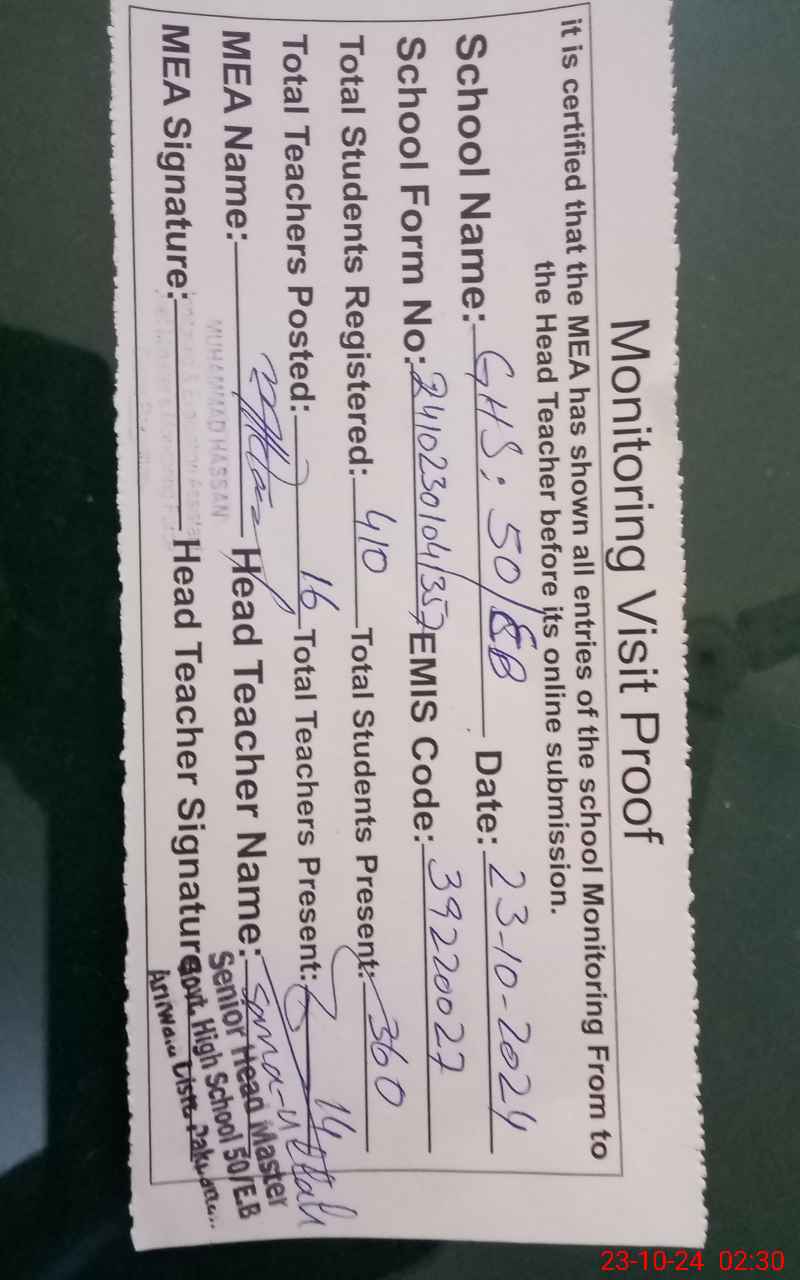 Monitoring Visit Proof
it is certified that the MEA has shown all entries of the school Monitoring From to
the Head Teacher before its online submission.
School Name: GHS; 50/EB Date: 23-10-2024
School Form No: 24102301041357 EMIS Code: 39220027
Total Students Registered: 410 Total Students Present: 360
Total Teachers Posted: 16 Total Teachers Present: 14
MEA Name: Head Teacher Name:
MUHAMMAD HASSAN
MEA Signature: Head Teacher Signature
Senior Head Master
Govt. High School 50/E.B
23-10-24 02:30